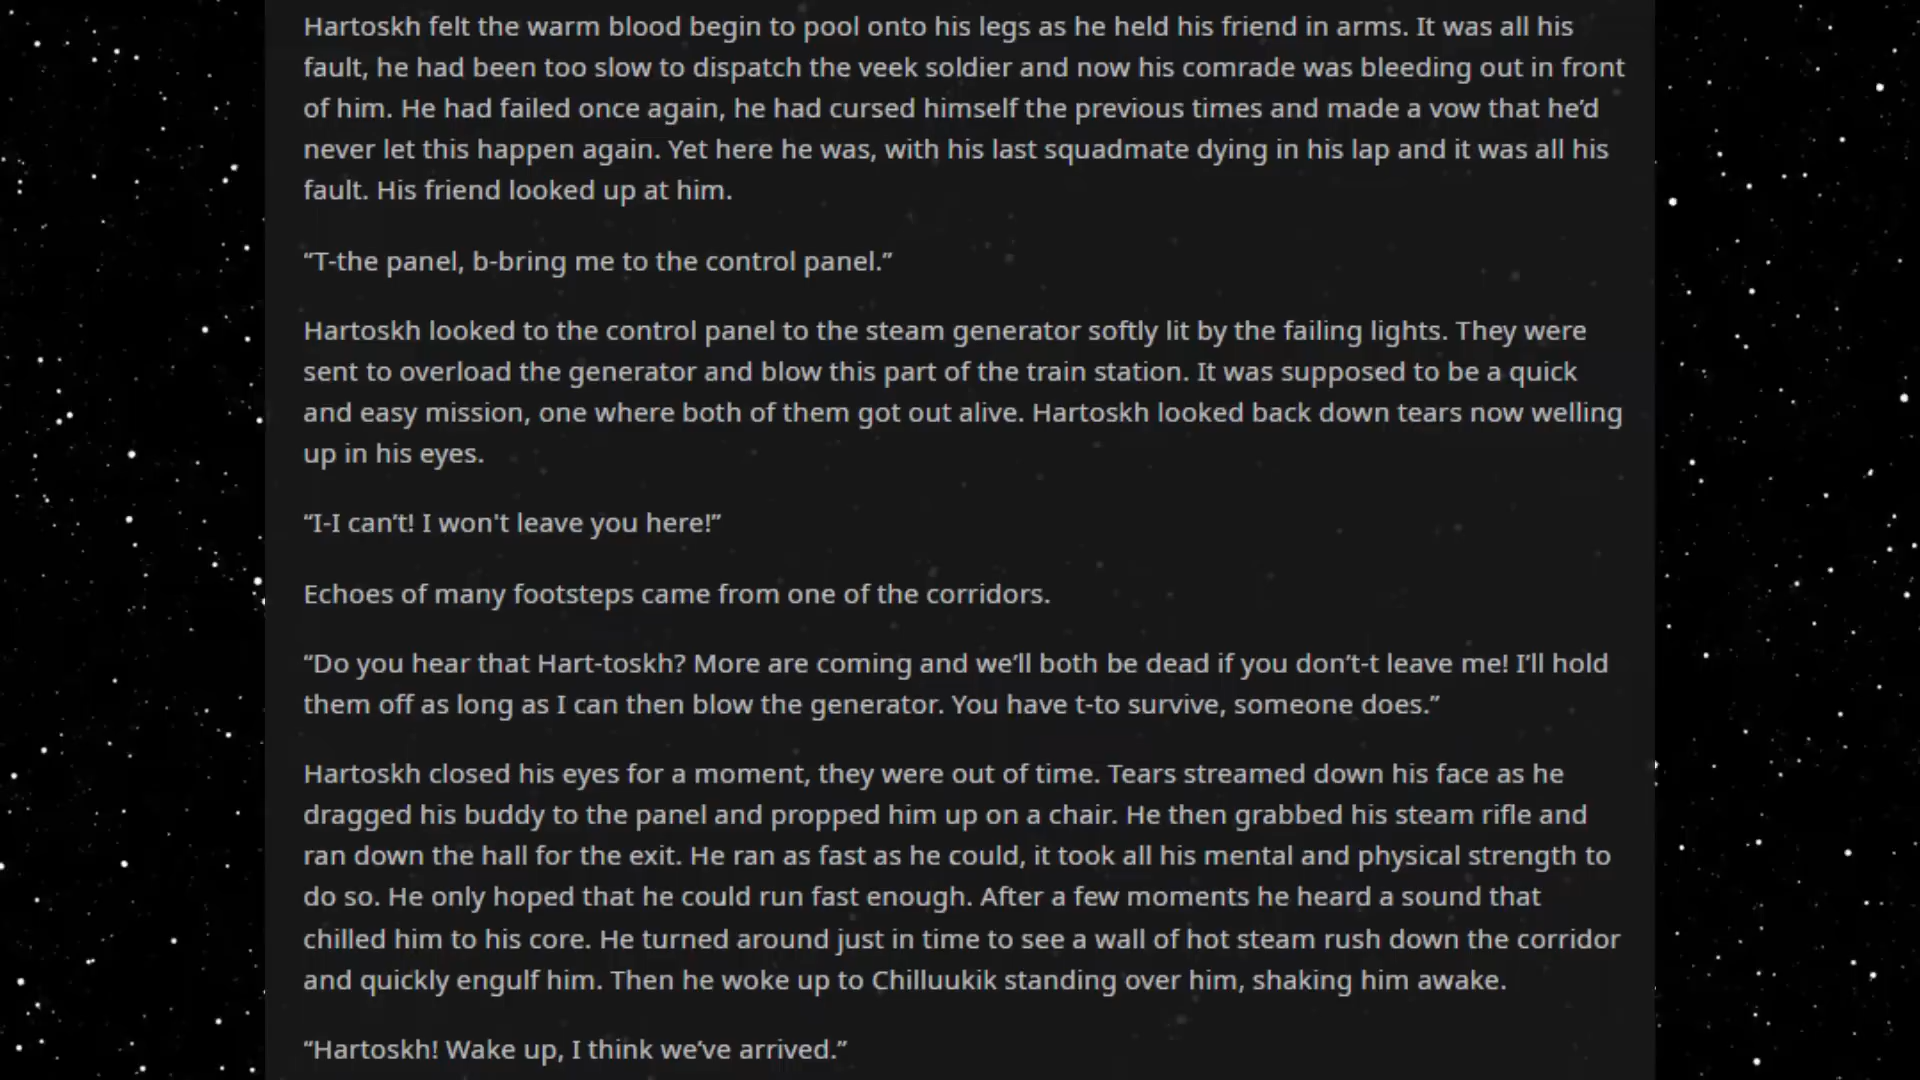 Hartoskh felt the warm blood begin to pool onto his legs as he held his friend in arms. It was all his
fault, he had been too slow to dispatch the veek soldier and now his comrade was bleeding out in front
of him. He had failed once again, he had cursed himself the previous times and made a vow that he’d
never let this happen again. Yet here he was, with his last squadmate dying in his lap and it was all his
fault. His friend looked up at him.
“T-the panel, b-bring me to the control panel.”
Hartoskh looked to the control panel to the steam generator softly lit by the failing lights. They were
sent to overload the generator and blow this part of the train station. It was supposed to be a quick
and easy mission, one where both of them got out alive. Hartoskh looked back down tears now welling
up in his eyes.
“I-I can’t! I won't leave you here!”
Echoes of many footsteps came from one of the corridors.
“Do you hear that Hart-toskh? More are coming and we’ll both be dead if you don’t-t leave me! I’ll hold
them off as long as I can then blow the generator. You have t-to survive, someone does.”
Hartoskh closed his eyes for a moment, they were out of time. Tears streamed down his face as he
dragged his buddy to the panel and propped him up on a chair. He then grabbed his steam rifle and
ran down the hall for the exit. He ran as fast as he could, it took all his mental and physical strength to
do so. He only hoped that he could run fast enough. After a few moments he heard a sound that
chilled him to his core. He turned around just in time to see a wall of hot steam rush down the corridor
and quickly engulf him. Then he woke up to Chilluukik standing over him, shaking him awake.
“Hartoskh! Wake up, I think we’ve arrived.”